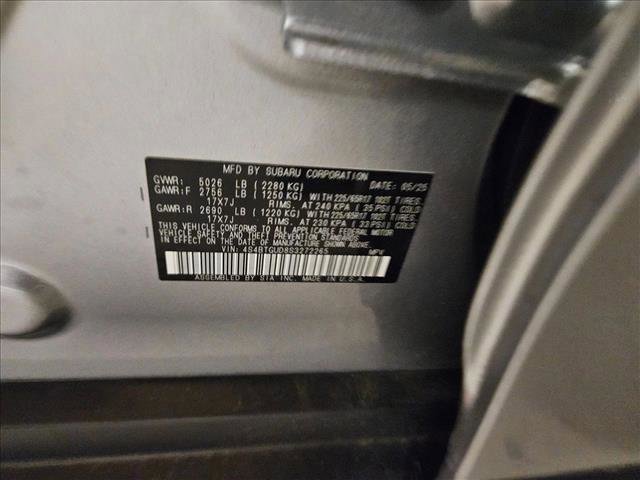 MFD BY SUBARU CORPORATION
GVWR: 5026 LB (2280 KG) DATE: 05/25
GAWR:F 2756 LB (1250 KG) WITH 225/65R17 102T TIRES.
17X7J RIMS. AT 240 KPA (35 PSI) COLD
GAWR:R 2690 LB (1220 KG) WITH 225/65R17 102T TIRES.
17X7J RIMS. AT 230 KPA (33 PSI) COLD
THIS VEHICLE CONFORMS TO ALL APPLICABLE FEDERAL MOTOR
VEHICLE SAFETY STANDARDS IN EFFECT ON THE
DATE OF MANUFACTURE SHOWN ABOVE.
VIN: 4S4BTGUD8S3272265 MPV
ASSEMBLED BY SIA INC. MADE IN U.S.A.